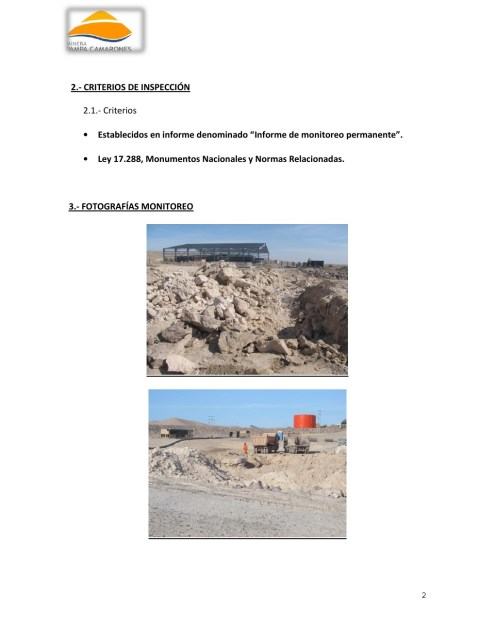 MINERA
PAMPA CAMARONES
2.- CRITERIOS DE INSPECCIÓN
2.1.- Criterios
• Establecidos en informe denominado “Informe de monitoreo permanente”.
• Ley 17.288, Monumentos Nacionales y Normas Relacionadas.
3.- FOTOGRAFÍAS MONITOREO
2